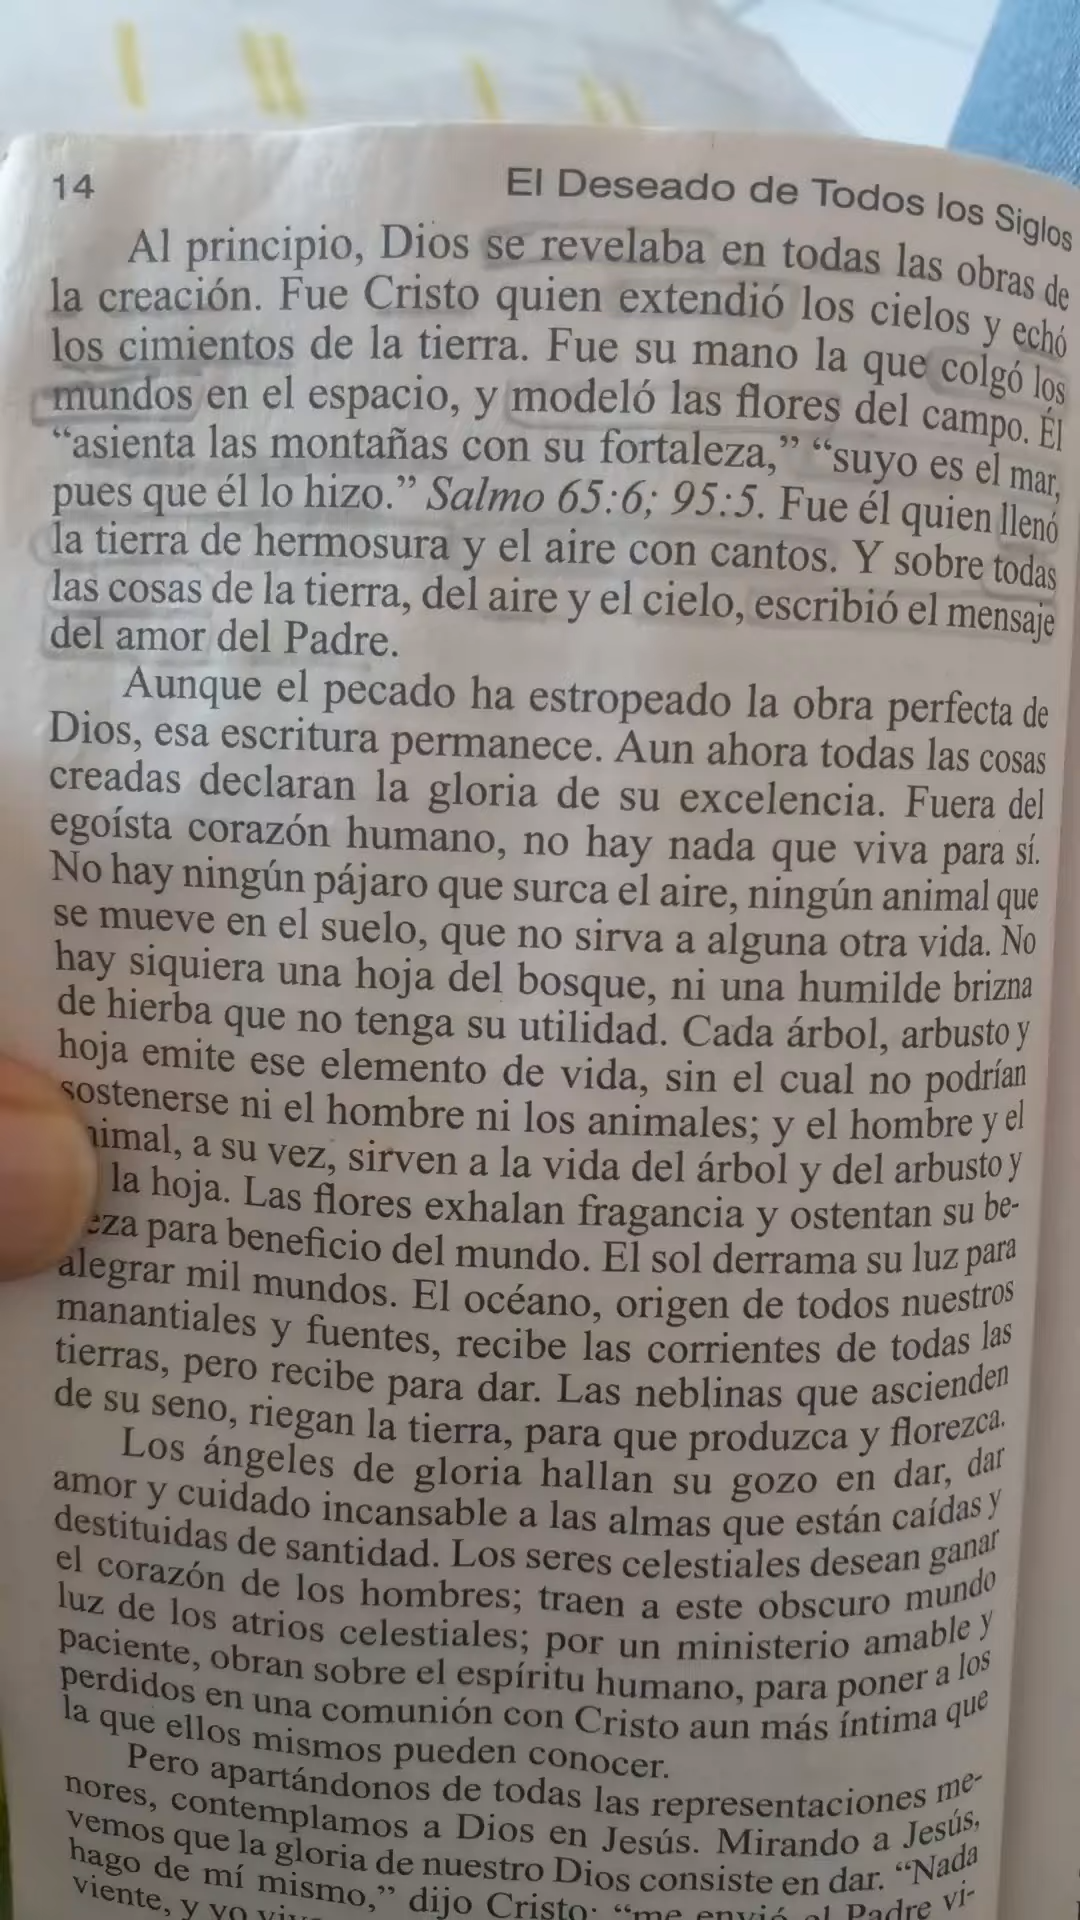 14
El Deseado de Todos los Siglos
Al principio, Dios se revelaba en todas las obras de
la creación. Fue Cristo quien extendió los cielos y echó
los cimientos de la tierra. Fue su mano la que colgó los
mundos en el espacio, y modeló las flores del campo. Él
“asienta las montañas con su fortaleza,” “suyo es el mar,
pues que él lo hizo.” Salmo 65:6; 95:5. Fue él quien llenó
la tierra de hermosura y el aire con cantos. Y sobre todas
las cosas de la tierra, del aire y el cielo, escribió el mensaje
del amor del Padre.
Aunque el pecado ha estropeado la obra perfecta de
Dios, esa escritura permanece. Aun ahora todas las cosas
creadas declaran la gloria de su excelencia. Fuera del
egoísta corazón humano, no hay nada que viva para sí.
No hay ningún pájaro que surca el aire, ningún animal que
se mueve en el suelo, que no sirva a alguna otra vida. No
hay siquiera una hoja del bosque, ni una humilde brizna
de hierba que no tenga su utilidad. Cada árbol, arbusto y
hoja emite ese elemento de vida, sin el cual no podrían
sostenerse ni el hombre ni los animales; y el hombre y el
nimal, a su vez, sirven a la vida del árbol y del arbusto y
la hoja. Las flores exhalan fragancia y ostentan su be-
eza para beneficio del mundo. El sol derrama su luz para
alegrar mil mundos. El océano, origen de todos nuestros
manantiales y fuentes, recibe las corrientes de todas las
tierras, pero recibe para dar. Las neblinas que ascienden
de su seno, riegan la tierra, para que produzca y florezca.
Los ángeles de gloria hallan su gozo en dar, dar
amor y cuidado incansable a las almas que están caídas y
destituidas de santidad. Los seres celestiales desean ganar
el corazón de los hombres; traen a este obscuro mundo
luz de los atrios celestiales; por un ministerio amable y
paciente, obran sobre el espíritu humano, para poner a los
perdidos en una comunión con Cristo aun más íntima que
la que ellos mismos pueden conocer.
Pero apartándonos de todas las representaciones me-
nores, contemplamos a Dios en Jesús. Mirando a Jesús,
vemos que la gloria de nuestro Dios consiste en dar. “Nada
hago de mí mismo,” dijo Cristo: “me envió el Padre vi-
viente, y yo